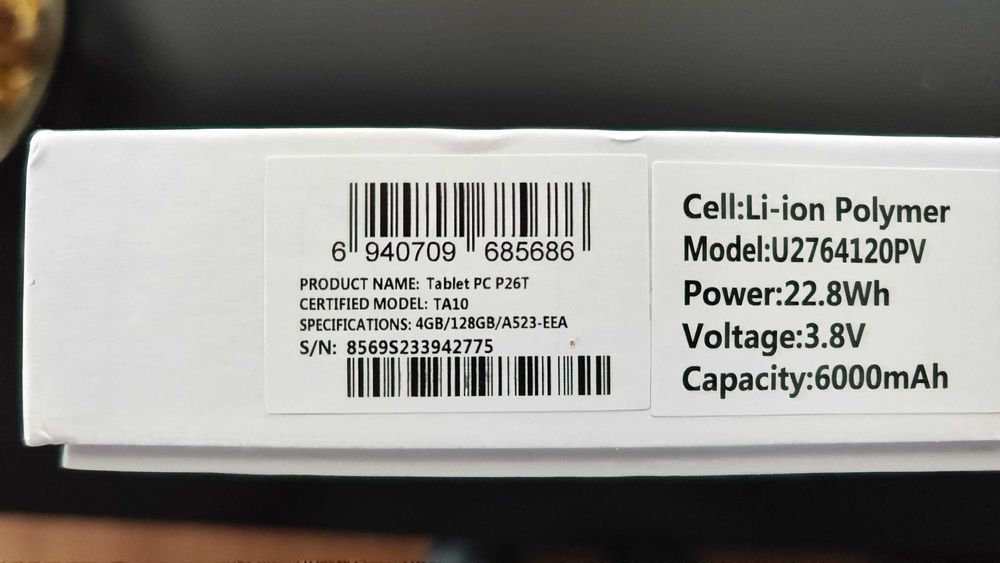 6 940709 685686
PRODUCT NAME: Tablet PC P26T
CERTIFIED MODEL: TA10
SPECIFICATIONS: 4GB/128GB/A523-EEA
S/N: 8569S233942775
Cell:Li-ion Polymer
Model:U2764120PV
Power:22.8Wh
Voltage:3.8V
Capacity:6000mAh